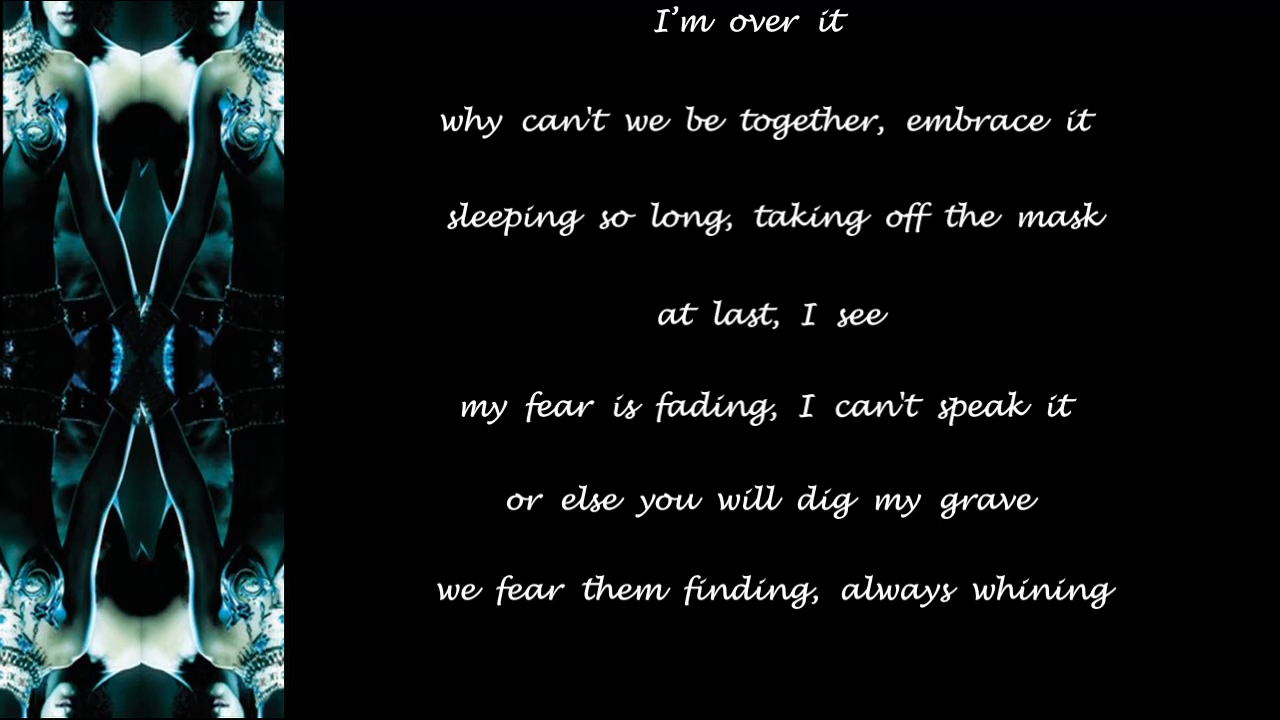 I’m over it
why can't we be together, embrace it
sleeping so long, taking off the mask
at last, I see
my fear is fading, I can't speak it
or else you will dig my grave
we fear them finding, always whining